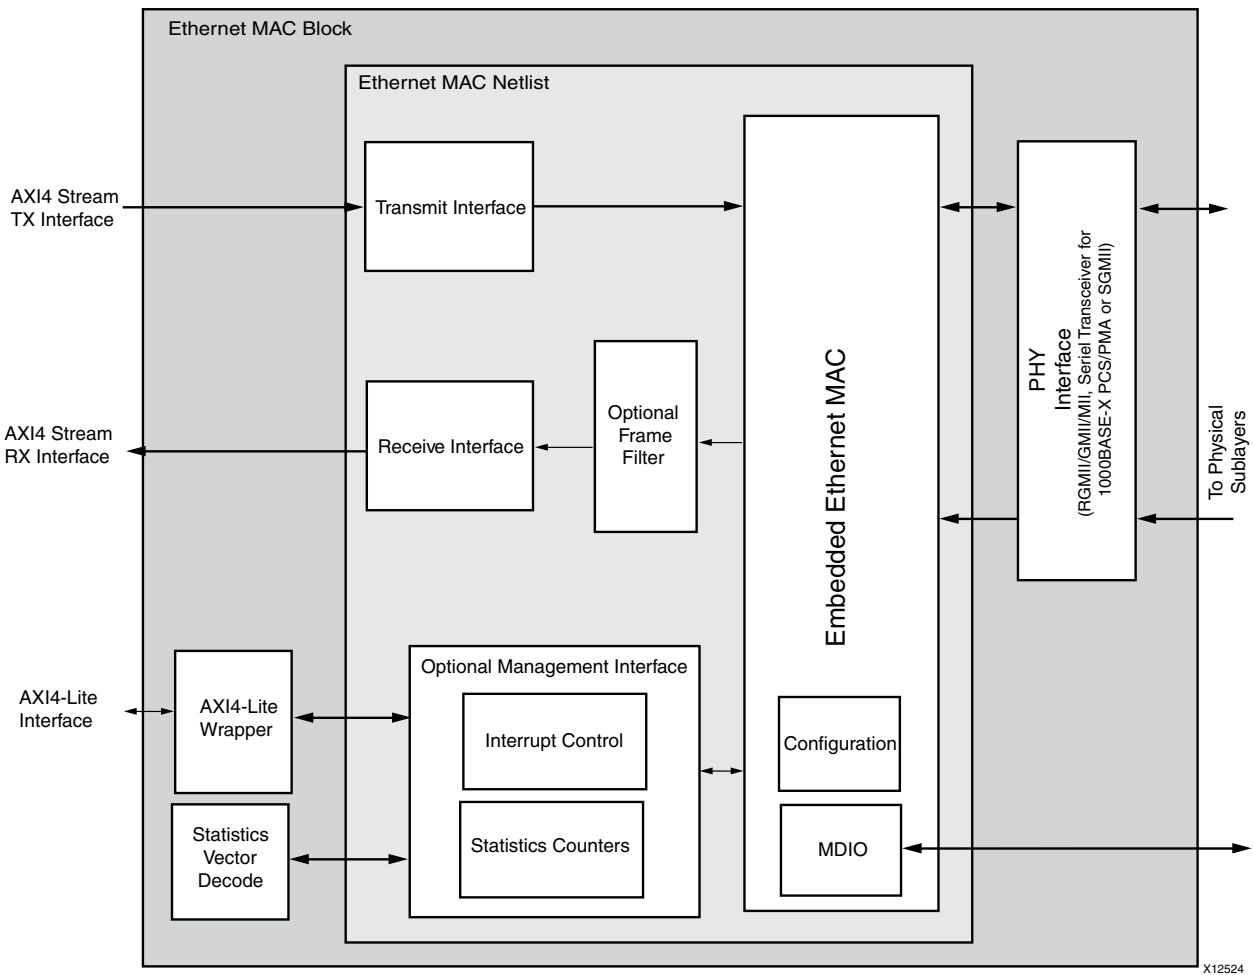 Ethernet MAC Block
Ethernet MAC Netlist
AXI4 Stream
TX Interface
Transmit Interface
AXI4 Stream
RX Interface
Receive Interface
Optional
Frame
Filter
Embedded Ethernet MAC
PHY
Interface
(RGMII/GMII/MII, Seriel Transceiver for
1000BASE-X PCS/PMA or SGMII)
To Physical
Sublayers
AXI4-Lite
Interface
AXI4-Lite
Wrapper
Optional Management Interface
Interrupt Control
Statistics Counters
Configuration
MDIO
Statistics
Vector
Decode
X12524